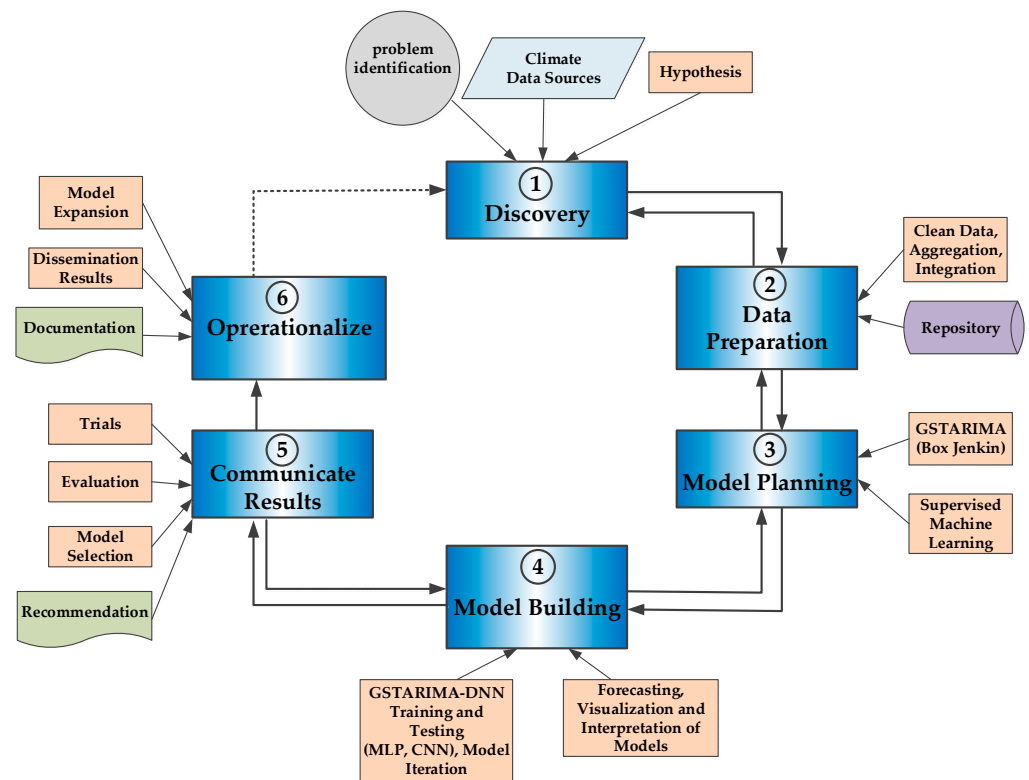 problem
identification
Climate
Data Sources
Hypothesis
1
Discovery
Model
Expansion
Dissemination
Results
Documentation
6
Oprerationalize
2
Data
Preparation
Clean Data,
Aggregation,
Integration
Repository
Trials
Evaluation
Model
Selection
Recommendation
5
Communicate
Results
3
Model Planning
GSTARIMA
(Box Jenkin)
Supervised
Machine
Learning
4
Model Building
GSTARIMA-DNN
Training and
Testing
(MLP, CNN), Model
Iteration
Forecasting,
Visualization and
Interpretation of
Models